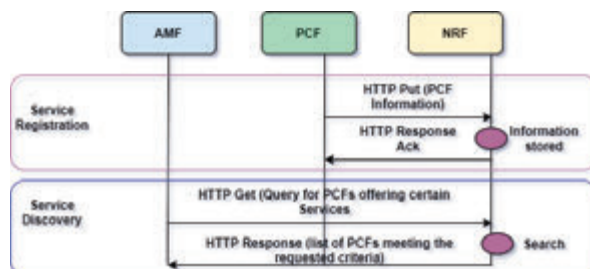 AMF
PCF
NRF
HTTP Put (PCF
Information)
Service
Registration
HTTP Response
Ack
Information
stored
HTTP Get (Query for PCFs offering certain
Services
Service
Discovery
HTTP Response (list of PCFs meeting the
requested criteria)
Search